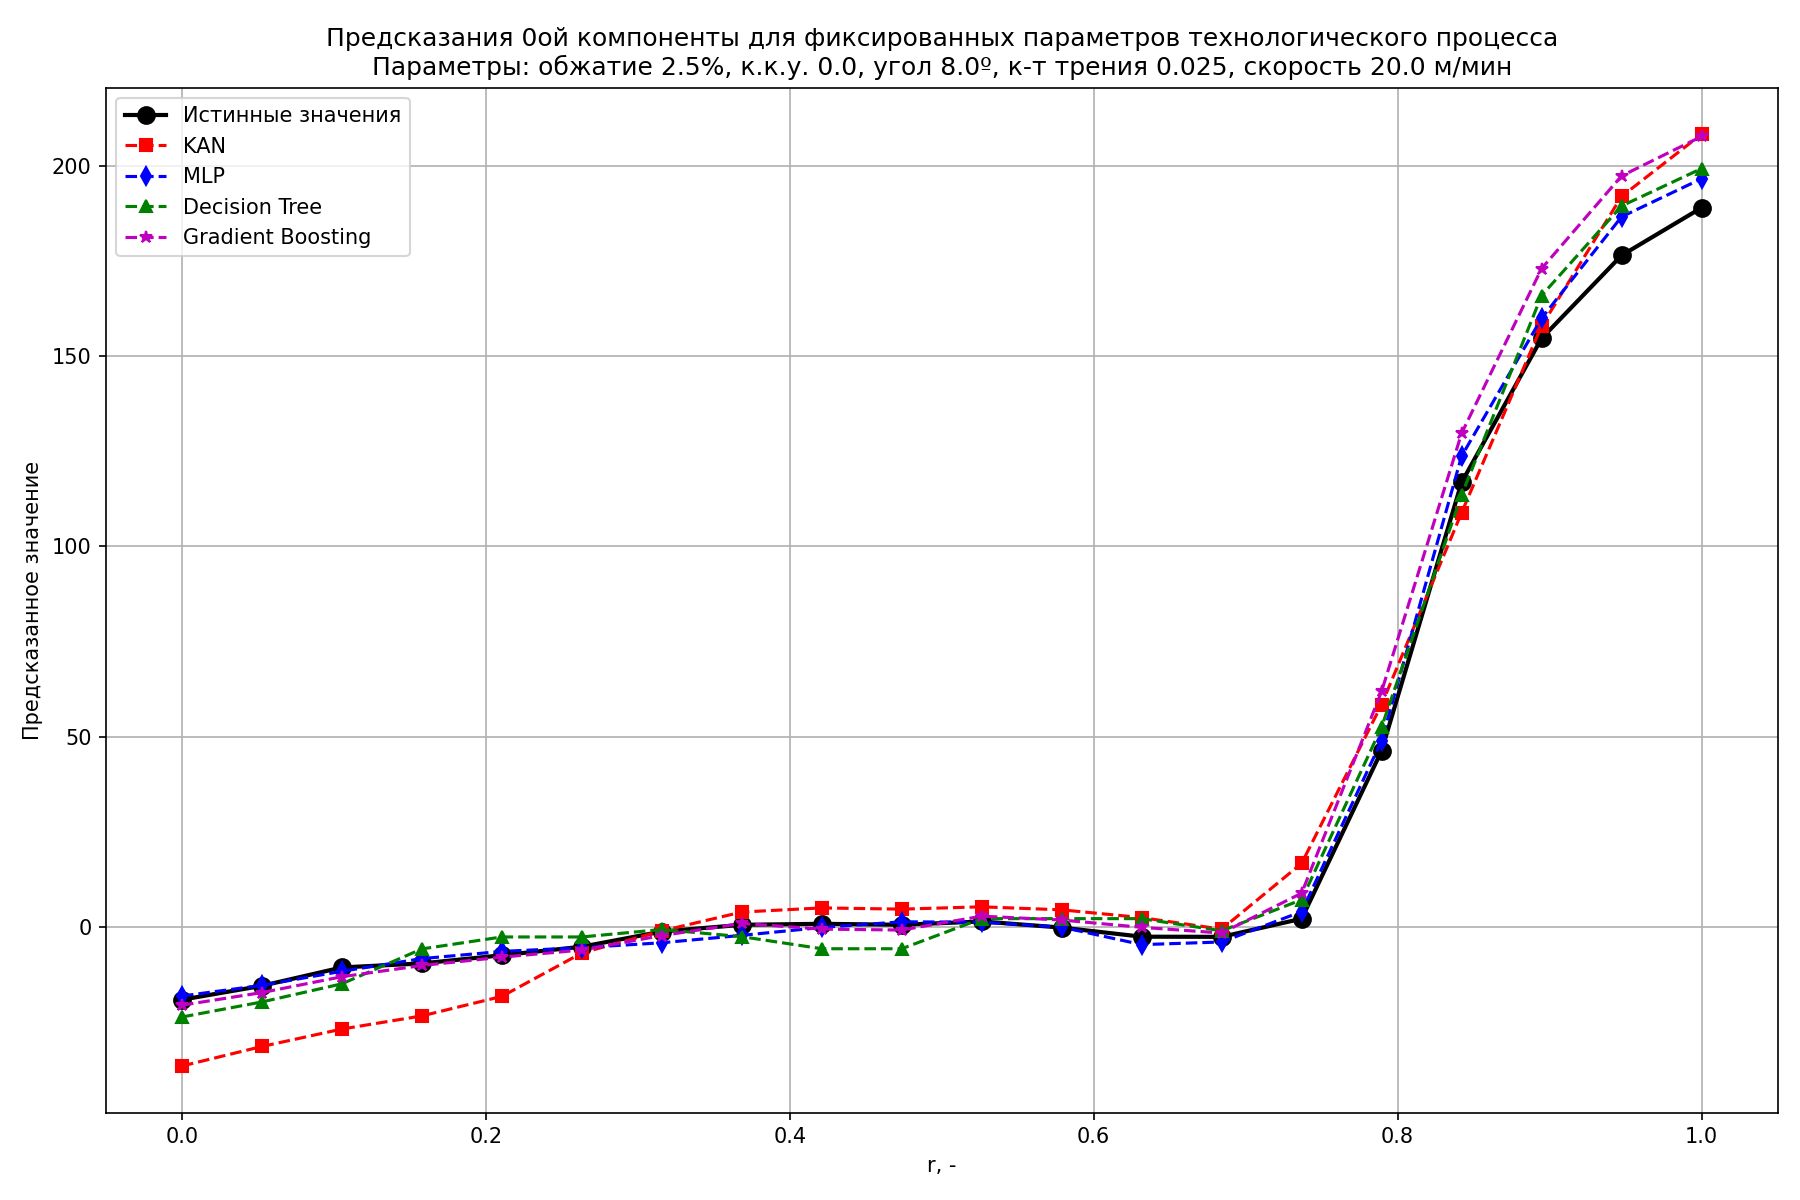 Предсказания 0ой компоненты для фиксированных параметров технологического процесса
Параметры: обжатие 2.5%, к.к.у. 0.0, угол 8.0º, к-т трения 0.025, скорость 20.0 м/мин
Истинные значения
KAN
MLP
Decision Tree
Gradient Boosting
Предсказанное значение
200
150
100
50
0
0.0 0.2 0.4 0.6 0.8 1.0
r, -